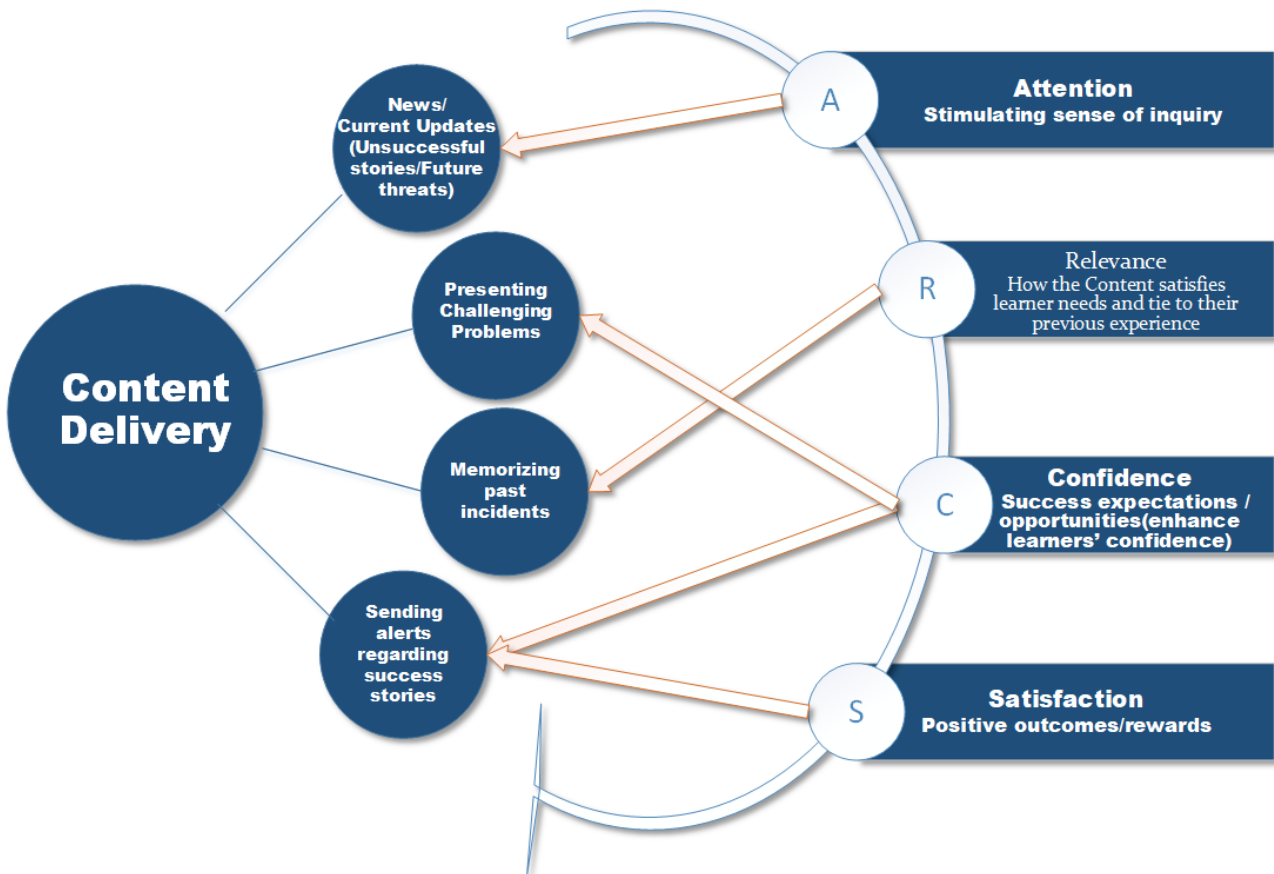 News/
Current Updates
(Unsuccessful
stories/Future
threats)
Presenting
Challenging
Problems
Content
Delivery
Memorizing
past
incidents
Sending
alerts
regarding
success
stories
A
Attention
Stimulating sense of inquiry
R
Relevance
How the Content satisfies
learner needs and tie to their
previous experience
C
Confidence
Success expectations /
opportunities(enhance
learners’ confidence)
S
Satisfaction
Positive outcomes/rewards